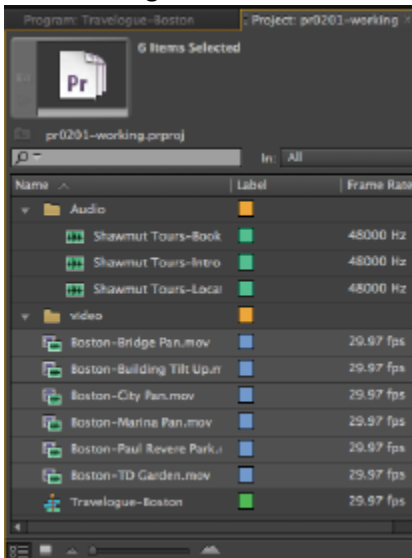 Program: Travelogue-Boston
Project: pr0201-working
6 Items Selected
Pr
pr0201-working.prproj
In: All
Name Label Frame Rate
Audio
Shawmut Tours-Book 48000 Hz
Shawmut Tours-Intro 48000 Hz
Shawmut Tours-Local 48000 Hz
video
Boston-Bridge Pan.mov 29.97 fps
Boston-Building Tilt Up.m 29.97 fps
Boston-City Pan.mov 29.97 fps
Boston-Marina Pan.mov 29.97 fps
Boston-Paul Revere Park. 29.97 fps
Boston-TD Garden.mov 29.97 fps
Travelogue-Boston 29.97 fps